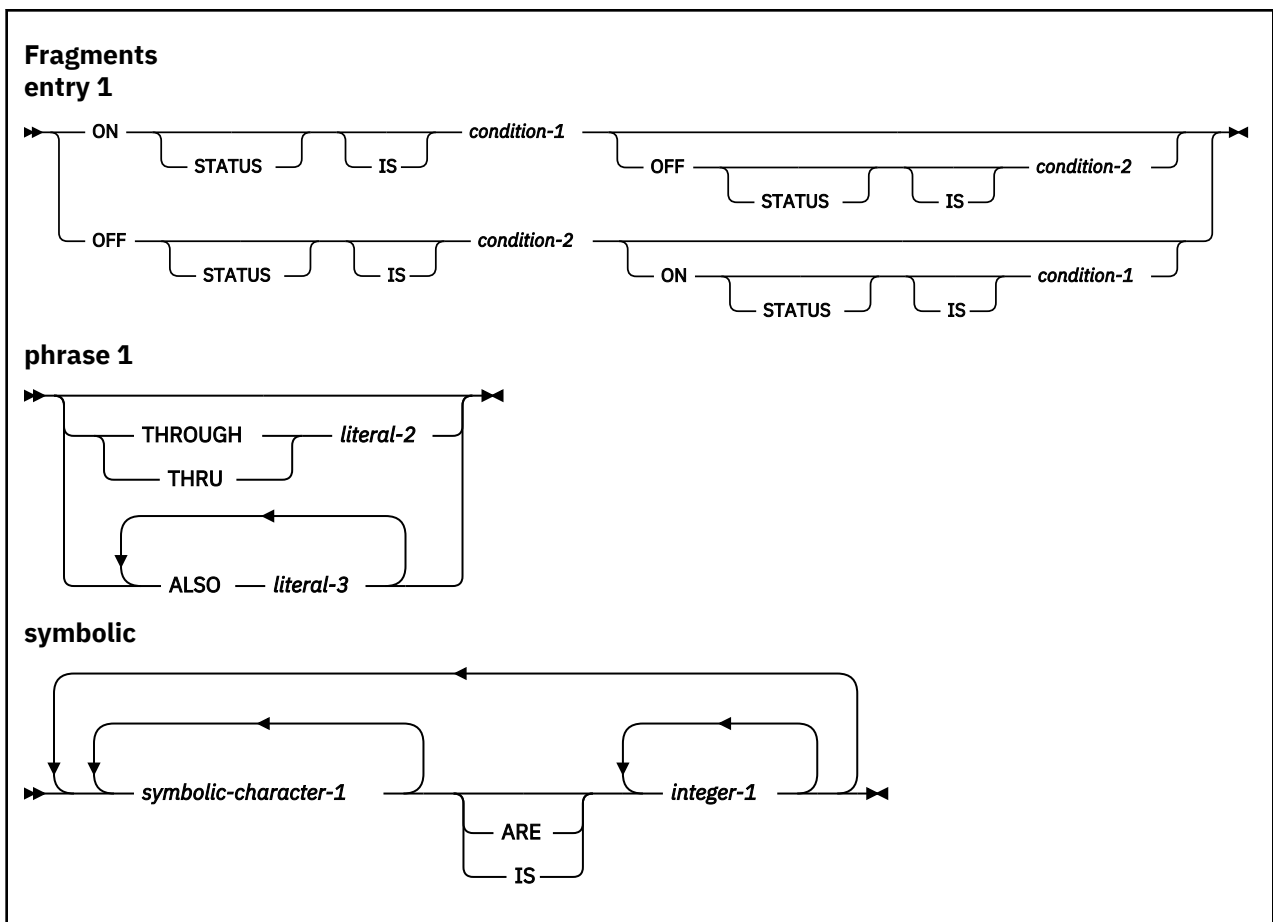 Fragments
entry 1
ON condition-1
STATUS IS OFF condition-2
STATUS IS
OFF condition-2
STATUS IS ON condition-1
STATUS IS
phrase 1
THROUGH literal-2
THRU
ALSO literal-3
symbolic
symbolic-character-1 integer-1
ARE
IS